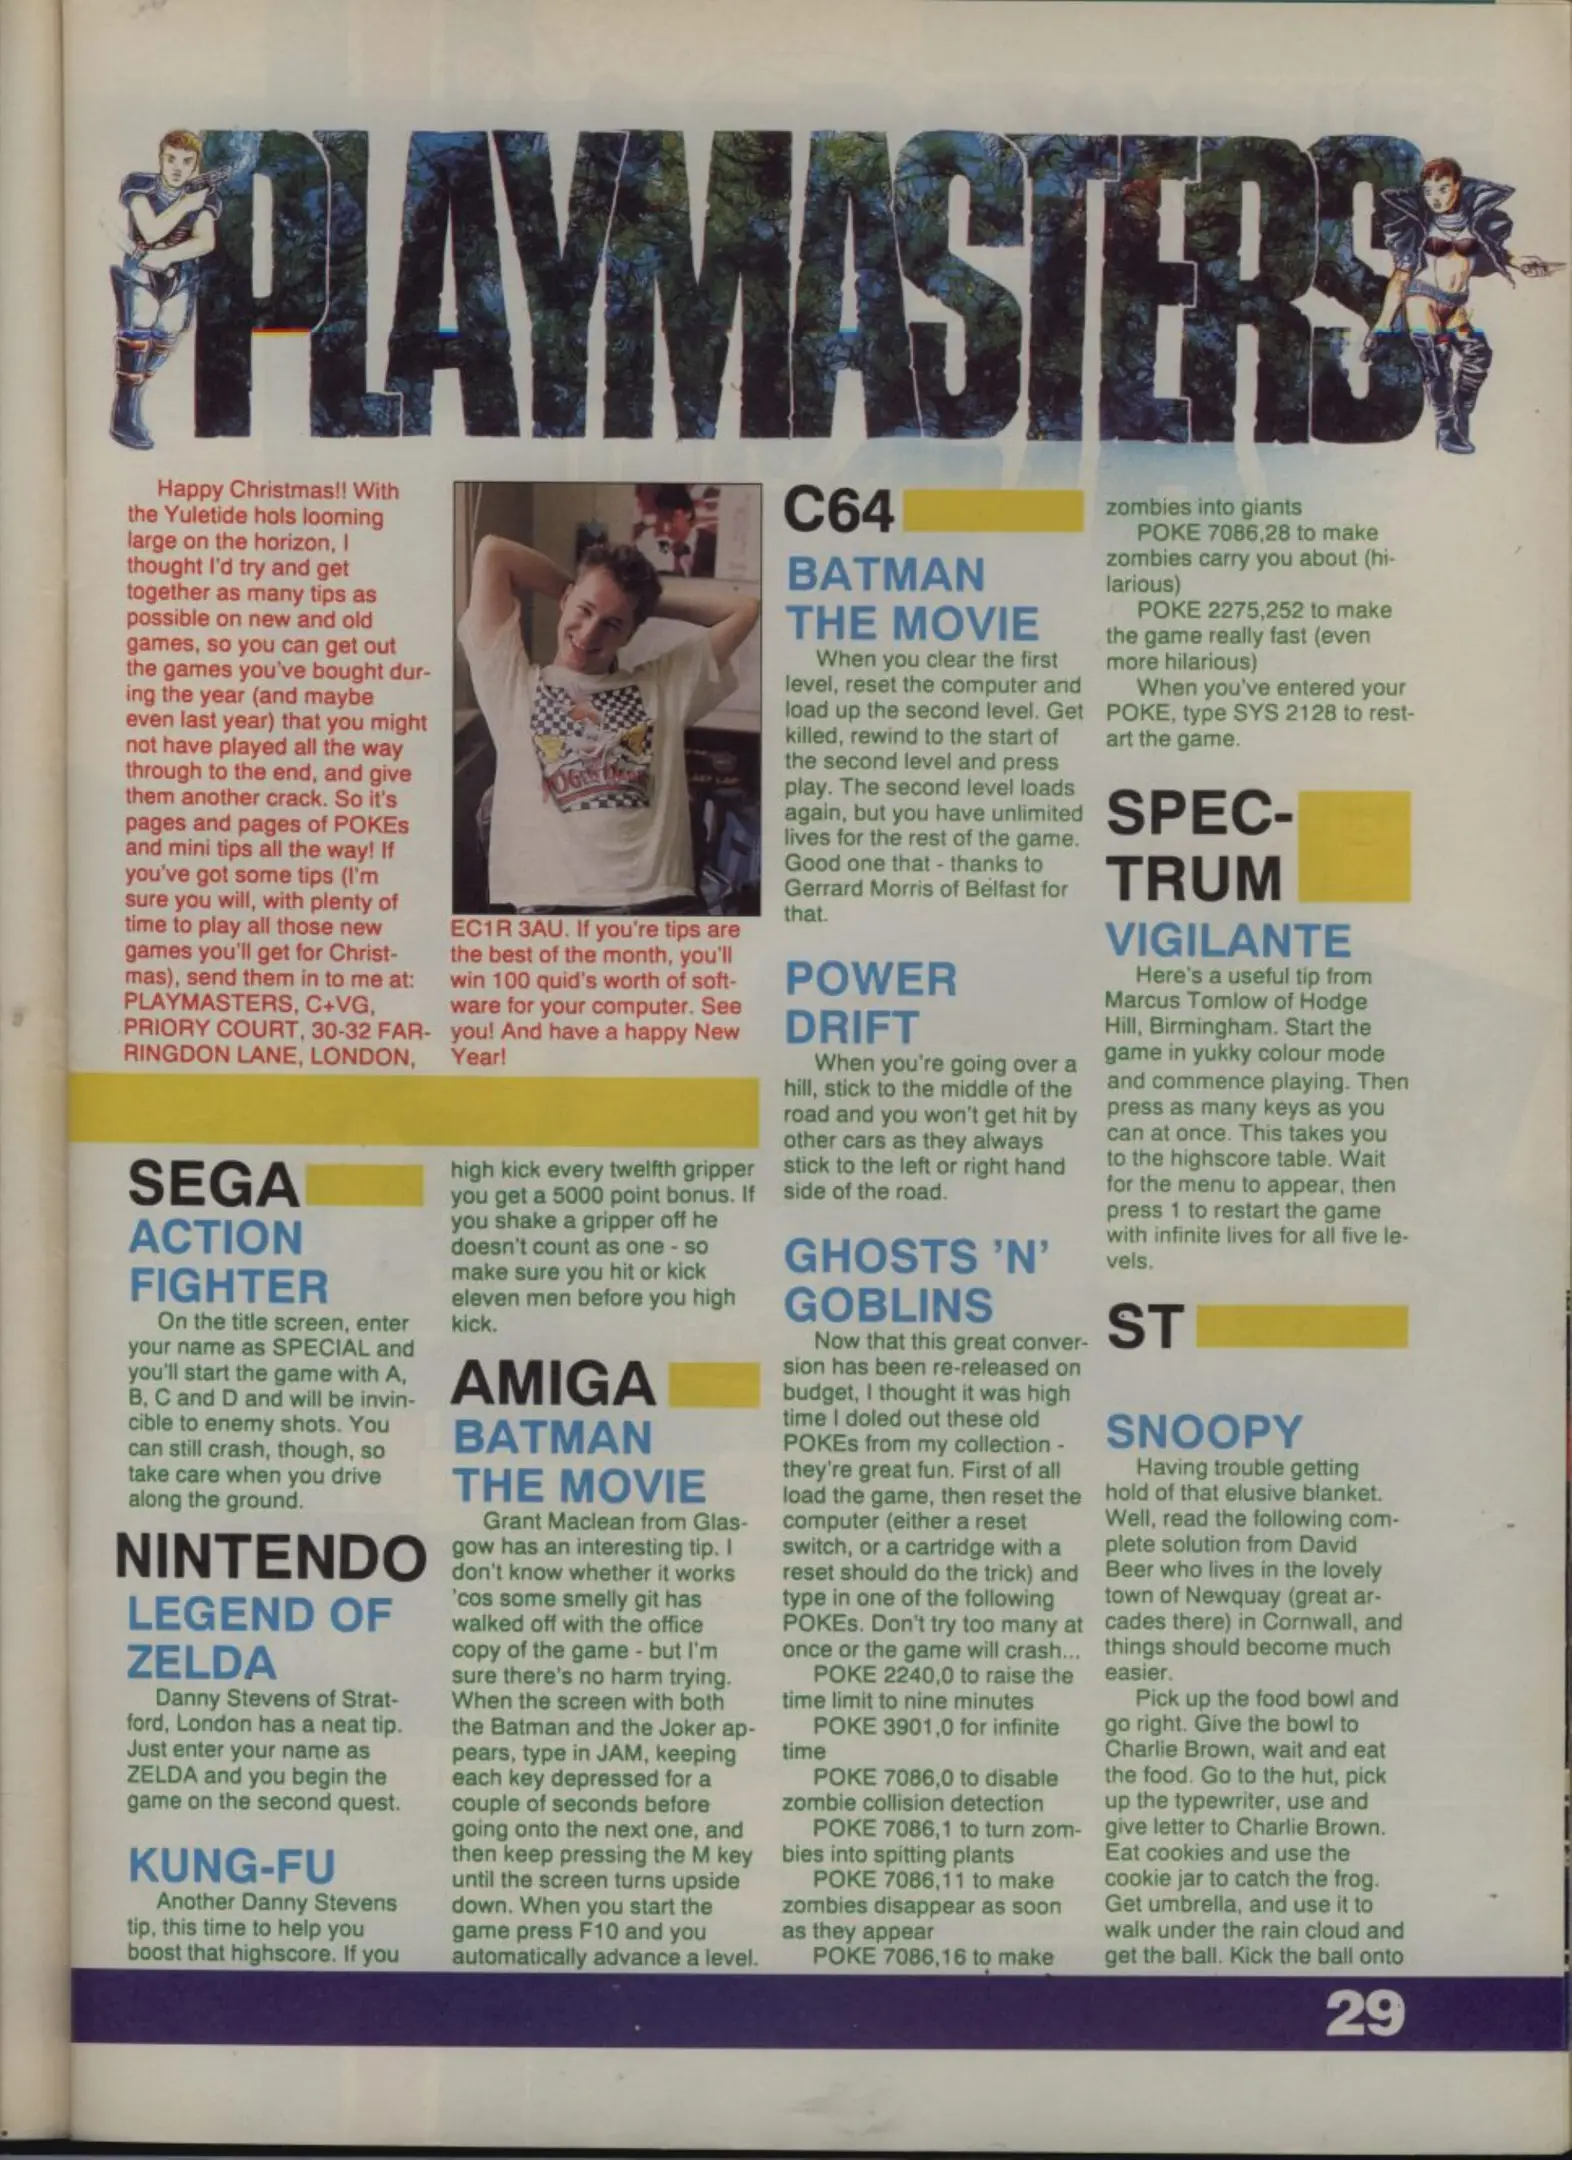 PLAYMASTERS
Happy Christmas!! With
the Yuletide hols looming
large on the horizon, I
thought I'd try and get
together as many tips as
possible on new and old
games, so you can get out
the games you've bought dur-
ing the year (and maybe
even last year) that you might
not have played all the way
through to the end, and give
them another crack. So it's
pages and pages of POKEs
and mini tips all the way! If
you've got some tips (I'm
sure you will, with plenty of
time to play all those new
games you'll get for Christ-
mas), send them in to me at:
PLAYMASTERS, C+VG,
PRIORY COURT, 30-32 FAR-
RINGDON LANE, LONDON,
EC1R 3AU. If you're tips are
the best of the month, you'll
win 100 quid's worth of soft-
ware for your computer. See
you! And have a happy New
Year!
SEGA
ACTION
FIGHTER
On the title screen, enter
your name as SPECIAL and
you'll start the game with A,
B, C and D and will be invin-
cible to enemy shots. You
can still crash, though, so
take care when you drive
along the ground.
NINTENDO
LEGEND OF
ZELDA
Danny Stevens of Strat-
ford, London has a neat tip.
Just enter your name as
ZELDA and you begin the
game on the second quest.
KUNG-FU
Another Danny Stevens
tip, this time to help you
boost that highscore. If you
high kick every twelfth gripper
you get a 5000 point bonus. If
you shake a gripper off he
doesn't count as one - so
make sure you hit or kick
eleven men before you high
kick.
AMIGA
BATMAN
THE MOVIE
Grant Maclean from Glas-
gow has an interesting tip. I
don't know whether it works
'cos some smelly git has
walked off with the office
copy of the game - but I'm
sure there's no harm trying.
When the screen with both
the Batman and the Joker ap-
pears, type in JAM, keeping
each key depressed for a
couple of seconds before
going onto the next one, and
then keep pressing the M key
until the screen turns upside
down. When you start the
game press F10 and you
automatically advance a level.
C64
BATMAN
THE MOVIE
When you clear the first
level, reset the computer and
load up the second level. Get
killed, rewind to the start of
the second level and press
play. The second level loads
again, but you have unlimited
lives for the rest of the game.
Good one that - thanks to
Gerrard Morris of Belfast for
that.
POWER
DRIFT
When you're going over a
hill, stick to the middle of the
road and you won't get hit by
other cars as they always
stick to the left or right hand
side of the road.
GHOSTS 'N'
GOBLINS
Now that this great conver-
sion has been re-released on
budget, I thought it was high
time I doled out these old
POKEs from my collection -
they're great fun. First of all
load the game, then reset the
computer (either a reset
switch, or a cartridge with a
reset should do the trick) and
type in one of the following
POKEs. Don't try too many at
once or the game will crash...
POKE 2240,0 to raise the
time limit to nine minutes
POKE 3901,0 for infinite
time
POKE 7086,0 to disable
zombie collision detection
POKE 7086,1 to turn zom-
bies into spitting plants
POKE 7086,11 to make
zombies disappear as soon
as they appear
POKE 7086,16 to make
zombies into giants
POKE 7086,28 to make
zombies carry you about (hi-
larious)
POKE 2275,252 to make
the game really fast (even
more hilarious)
When you've entered your
POKE, type SYS 2128 to rest-
art the game.
SPEC-
TRUM
VIGILANTE
Here's a useful tip from
Marcus Tomlow of Hodge
Hill, Birmingham. Start the
game in yukky colour mode
and commence playing. Then
press as many keys as you
can at once. This takes you
to the highscore table. Wait
for the menu to appear, then
press 1 to restart the game
with infinite lives for all five le-
vels.
ST
SNOOPY
Having trouble getting
hold of that elusive blanket.
Well, read the following com-
plete solution from David
Beer who lives in the lovely
town of Newquay (great ar-
cades there) in Cornwall, and
things should become much
easier.
Pick up the food bowl and
go right. Give the bowl to
Charlie Brown, wait and eat
the food. Go to the hut, pick
up the typewriter, use and
give letter to Charlie Brown.
Eat cookies and use the
cookie jar to catch the frog.
Get umbrella, and use it to
walk under the rain cloud and
get the ball. Kick the ball onto
29